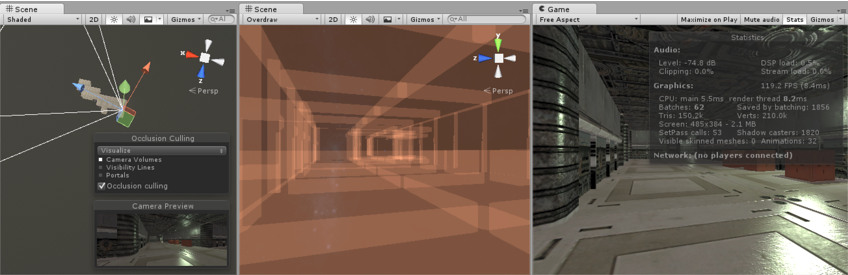 Scene
Shaded
2D
Gizmos
All
x
z
Persp
Occlusion Culling
Visualize
Camera Volumes
Visibility Lines
Portals
Occlusion culling
Camera Preview
Scene
Overdraw
2D
Gizmos
All
y
z
Persp
Game
Free Aspect
Maximize on Play
Mute audio
Stats
Gizmos
Statistics
Audio:
Level: -74.8 dB DSP load: 0.5%
Clipping: 0.0% Stream load: 0.0%
Graphics: 119.2 FPS (8.4ms)
CPU: main 5.5ms render thread 8.2ms
Batches: 62 Saved by batching: 1856
Tris: 150.2k Verts: 210.0k
Screen: 485x384 - 2.1 MB
SetPass calls: 53 Shadow casters: 1820
Visible skinned meshes: 0 Animations: 32
Network: (no players connected)